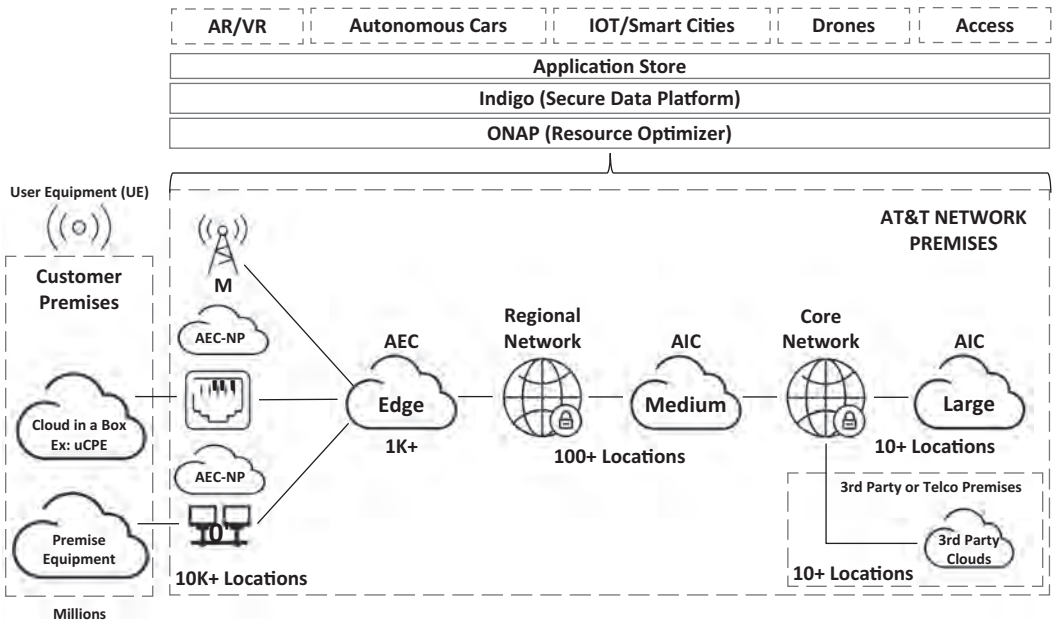 AR/VR
Autonomous Cars
IOT/Smart Cities
Drones
Access
Application Store
Indigo (Secure Data Platform)
ONAP (Resource Optimizer)
User Equipment (UE)
AT&T NETWORK
PREMISES
Customer
Premises
M
AEC-NP
Regional
Network
Core
Network
AEC
AIC
AIC
Cloud in a Box
Ex: uCPE
Edge
Medium
Large
1K+
100+ Locations
10+ Locations
AEC-NP
3rd Party or Telco Premises
0'
Premise
Equipment
3rd Party
Clouds
10K+ Locations
10+ Locations
Millions